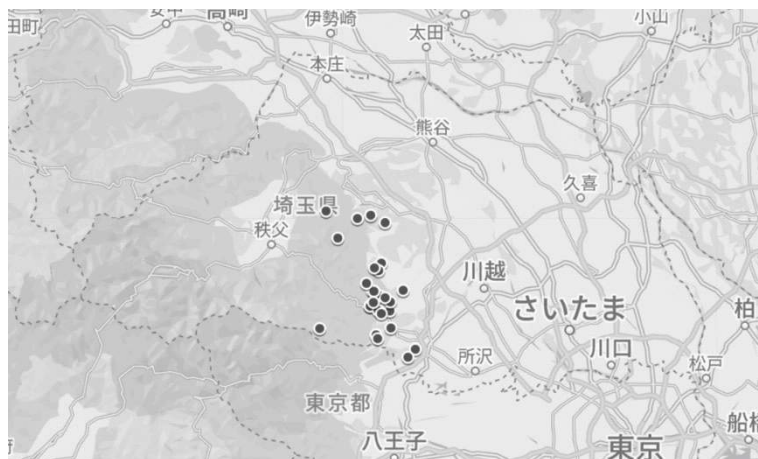 高崎
伊勢崎
太田
小山
田町
本庄
熊谷
久喜
埼玉県
秩父
川越
さいたま
柏
川口
所沢
松戸
東京都
八王子
東京